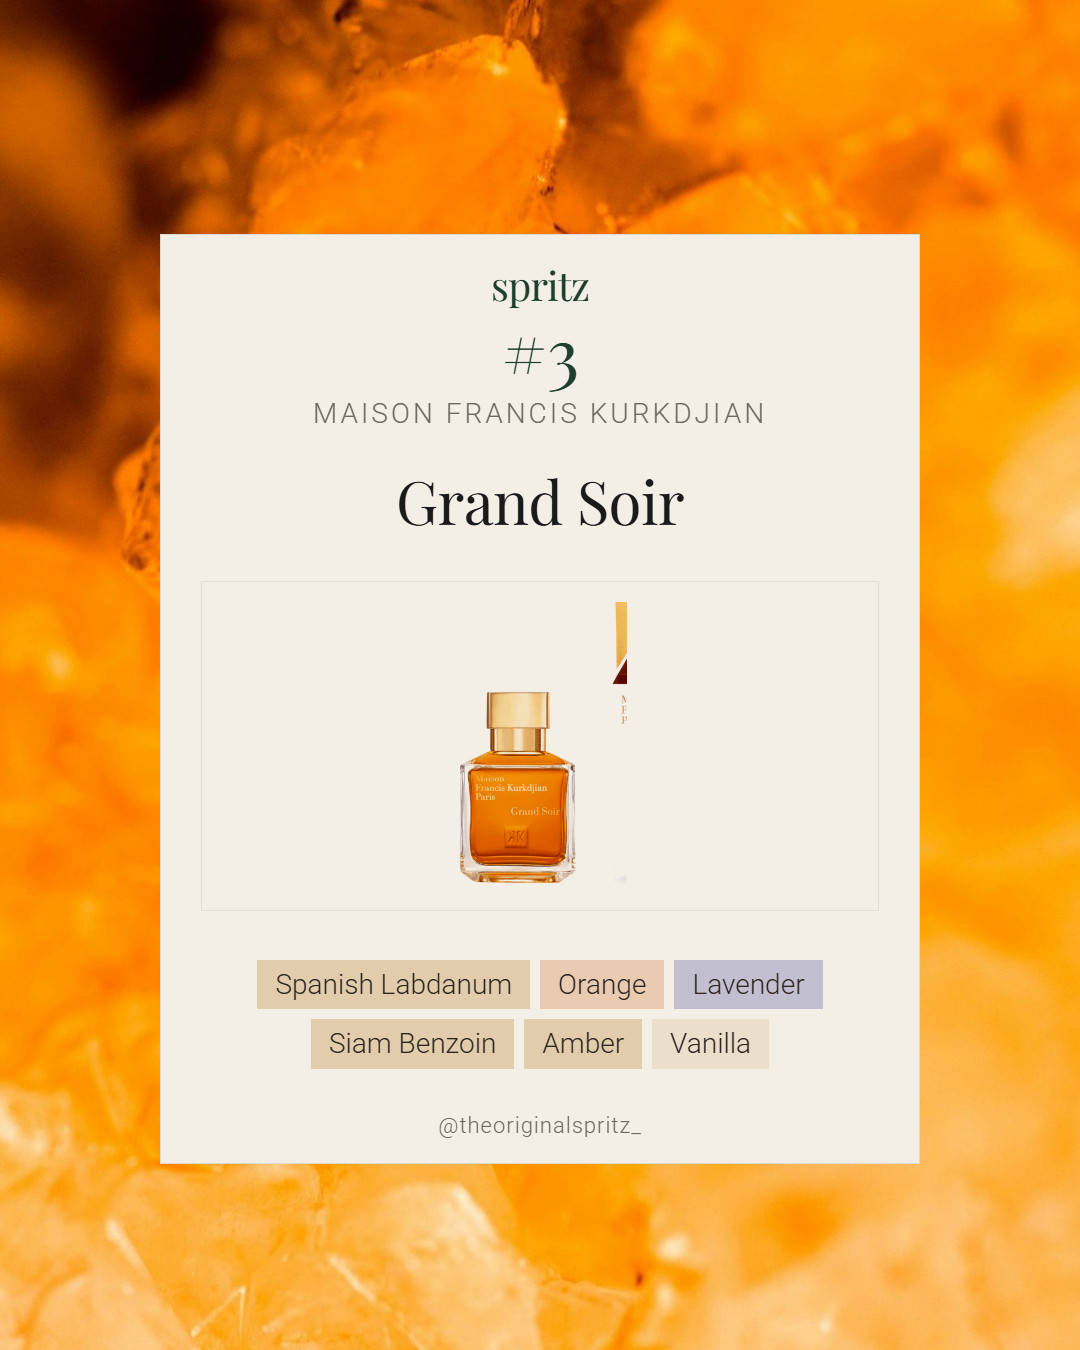 spritz
#3
MAISON FRANCIS KURKDJIAN
Grand Soir
M
F
P
Maison
Francis Kurkdjian
Paris
Grand Soir
Spanish Labdanum Orange Lavender
Siam Benzoin Amber Vanilla
@theoriginalspritz_